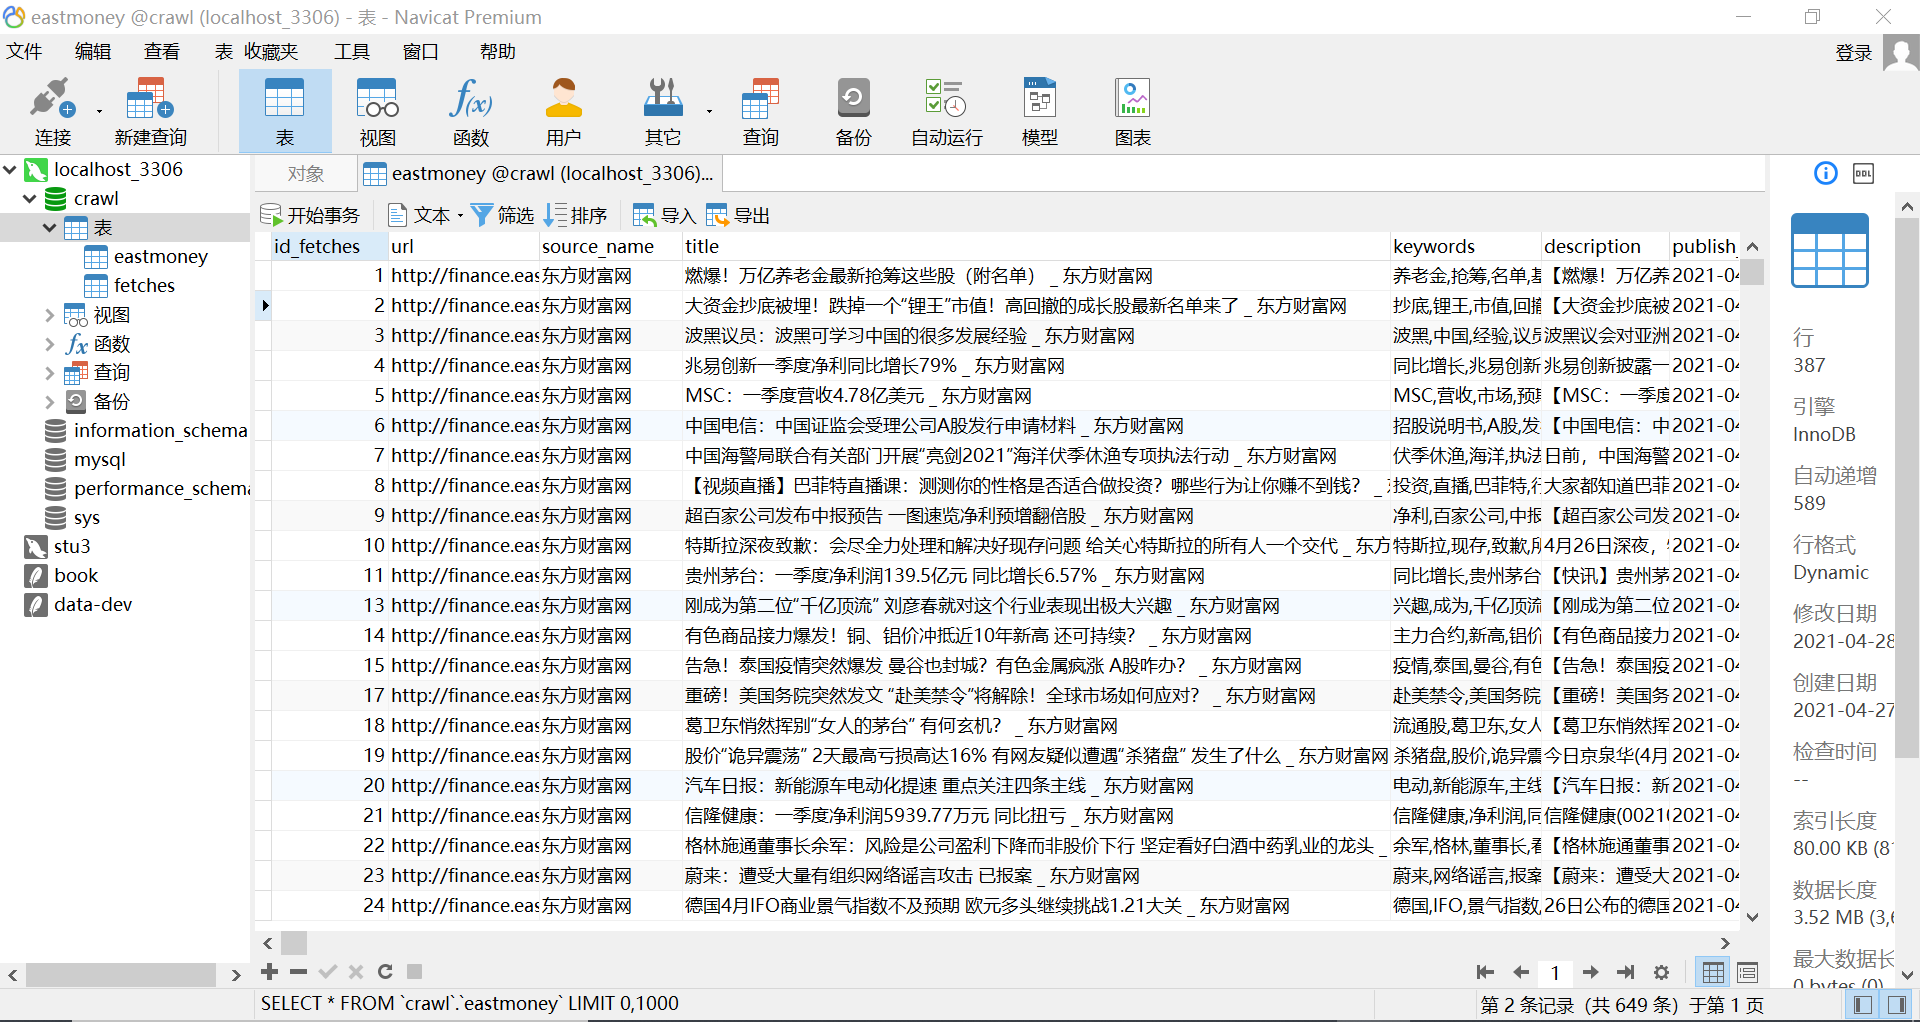 eastmoney @crawl (localhost_3306) - 表 - Navicat Premium
文件 编辑 查看 表 收藏夹 工具 窗口 帮助 登录
连接 新建查询 表 视图 函数 用户 其它 查询 备份 自动运行 模型 图表
localhost_3306
crawl
表
eastmoney
fetches
视图
函数
查询
备份
information_schema
mysql
performance_schema
sys
stu3
book
data-dev
对象 eastmoney @crawl (localhost_3306)...
开始事务 文本 筛选 排序 导入 导出
id_fetches url source_name title keywords description publish_
1 http://finance.eas 东方财富网 燃爆！万亿养老金最新抢筹这些股（附名单） _ 东方财富网 养老金,抢筹,名单,基 【燃爆！万亿养 2021-04
2 http://finance.eas 东方财富网 大资金抄底被埋！跌掉一个“锂王”市值！高回撤的成长股最新名单来了 _ 东方财富网 抄底,锂王,市值,回撤 【大资金抄底被 2021-04
3 http://finance.eas 东方财富网 波黑议员：波黑可学习中国的很多发展经验 _ 东方财富网 波黑,中国,经验,议员 波黑议会对亚洲 2021-04
4 http://finance.eas 东方财富网 兆易创新一季度净利同比增长79% _ 东方财富网 同比增长,兆易创新 兆易创新披露一 2021-04
5 http://finance.eas 东方财富网 MSC：一季度营收4.78亿美元 _ 东方财富网 MSC,营收,市场,预期 【MSC：一季度 2021-04
6 http://finance.eas 东方财富网 中国电信：中国证监会受理公司A股发行申请材料 _ 东方财富网 招股说明书,A股,发 【中国电信：中 2021-04
7 http://finance.eas 东方财富网 中国海警局联合有关部门开展“亮剑2021”海洋伏季休渔专项执法行动 _ 东方财富网 伏季休渔,海洋,执法 日前，中国海警 2021-04
8 http://finance.eas 东方财富网 【视频直播】巴菲特直播课：测测你的性格是否适合做投资？哪些行为让你赚不到钱？ _ 投资,直播,巴菲特,行 大家都知道巴菲 2021-04
9 http://finance.eas 东方财富网 超百家公司发布中报预告 一图速览净利预增翻倍股 _ 东方财富网 净利,百家公司,中报 【超百家公司发 2021-04
10 http://finance.eas 东方财富网 特斯拉深夜致歉：会尽全力处理和解决好现存问题 给关心特斯拉的所有人一个交代 _ 东方 特斯拉,现存,致歉,所 4月26日深夜， 2021-04
11 http://finance.eas 东方财富网 贵州茅台：一季度净利润139.5亿元 同比增长6.57% _ 东方财富网 同比增长,贵州茅台 【快讯】贵州茅 2021-04
13 http://finance.eas 东方财富网 刚成为第二位“千亿顶流” 刘彦春就对这个行业表现出极大兴趣 _ 东方财富网 兴趣,成为,千亿顶流 【刚成为第二位 2021-04
14 http://finance.eas 东方财富网 有色商品接力爆发！铜、铝价冲抵近10年新高 还可持续？ _ 东方财富网 主力合约,新高,铝价 【有色商品接力 2021-04
15 http://finance.eas 东方财富网 告急！泰国疫情突然爆发 曼谷也封城？有色金属疯涨 A股咋办？ _ 东方财富网 疫情,泰国,曼谷,有色 【告急！泰国疫 2021-04
17 http://finance.eas 东方财富网 重磅！美国务院突然发文 “赴美禁令”将解除！全球市场如何应对？ _ 东方财富网 赴美禁令,美国务院 【重磅！美国务 2021-04
18 http://finance.eas 东方财富网 葛卫东悄然挥别“女人的茅台” 有何玄机？ _ 东方财富网 流通股,葛卫东,女人 【葛卫东悄然挥 2021-04
19 http://finance.eas 东方财富网 股价“诡异震荡” 2天最高亏损高达16% 有网友疑似遭遇“杀猪盘” 发生了什么 _ 东方财富网 杀猪盘,股价,诡异震 今日京泉华(4月 2021-04
20 http://finance.eas 东方财富网 汽车日报：新能源车电动化提速 重点关注四条主线 _ 东方财富网 电动,新能源车,主线 【汽车日报：新 2021-04
21 http://finance.eas 东方财富网 信隆健康：一季度净利润5939.77万元 同比扭亏 _ 东方财富网 信隆健康,净利润,同 信隆健康(00210 2021-04
22 http://finance.eas 东方财富网 格林施通董事长余军：风险是公司盈利下降而非股价下行 坚定看好白酒中药乳业的龙头 _ 余军,格林,董事长,看 【格林施通董事 2021-04
23 http://finance.eas 东方财富网 蔚来：遭受大量有组织网络谣言攻击 已报案 _ 东方财富网 蔚来,网络谣言,报案 【蔚来：遭受大 2021-04
24 http://finance.eas 东方财富网 德国4月IFO商业景气指数不及预期 欧元多头继续挑战1.21大关 _ 东方财富网 德国,IFO,景气指数, 26日公布的德国 2021-04
DDL
行
387
引擎
InnoDB
自动递增
589
行格式
Dynamic
修改日期
2021-04-28
创建日期
2021-04-27
检查时间
--
索引长度
80.00 KB (81
数据长度
3.52 MB (3,6
最大数据长
0 bytes (0)
1
SELECT * FROM `crawl`.`eastmoney` LIMIT 0,1000
第 2 条记录（共 649 条）于第 1 页